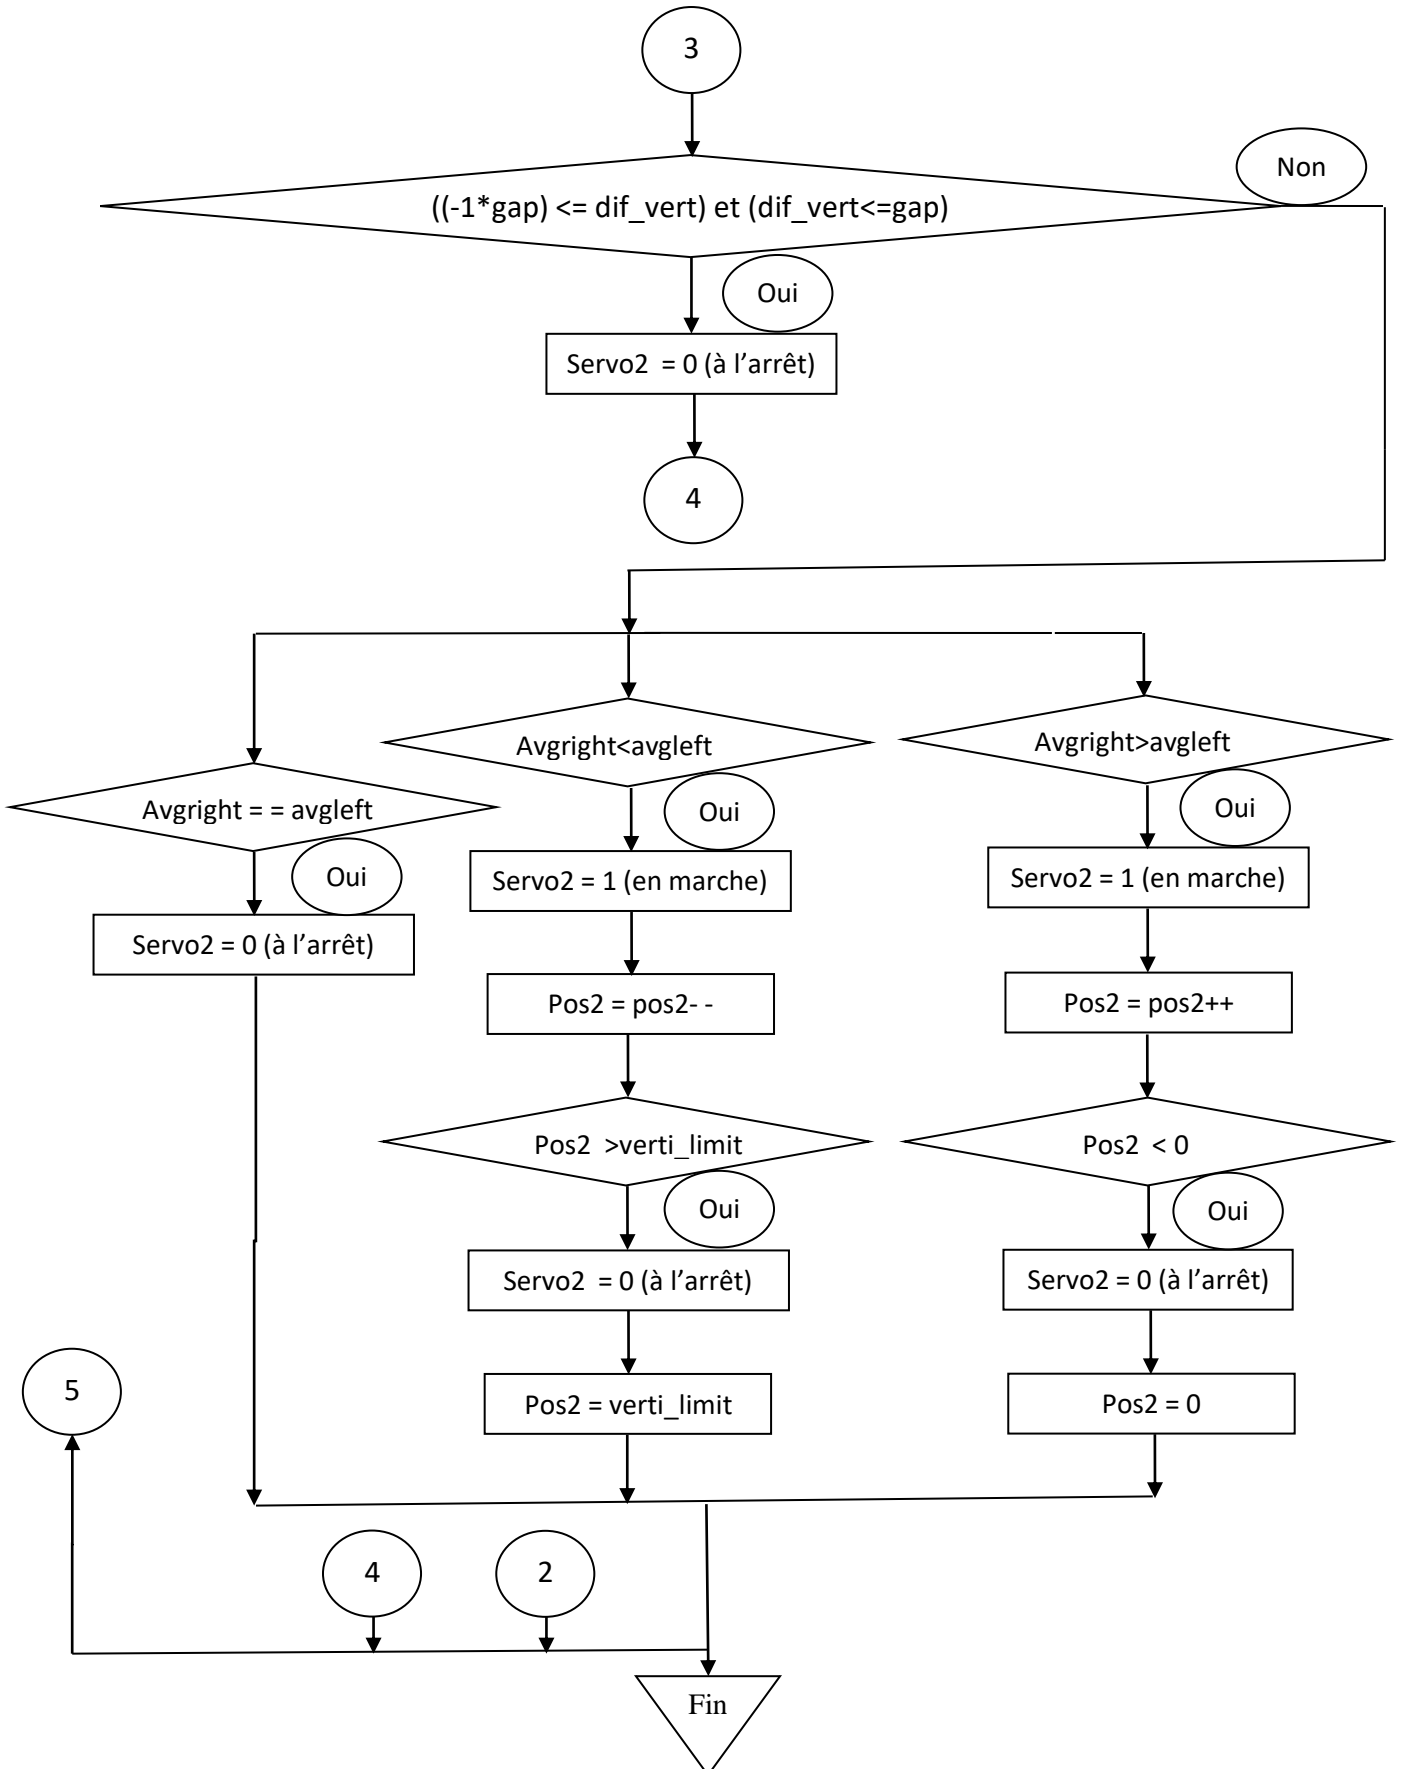 3
Non
((-1*gap) <= dif_vert) et (dif_vert<=gap)
Oui
Servo2 = 0 (à l’arrêt)
4
Avgright = = avgleft
Oui
Servo2 = 0 (à l’arrêt)
Avgright<avgleft
Oui
Servo2 = 1 (en marche)
Pos2 = pos2- -
Pos2 >verti_limit
Oui
Servo2 = 0 (à l’arrêt)
Pos2 = verti_limit
Avgright>avgleft
Oui
Servo2 = 1 (en marche)
Pos2 = pos2++
Pos2 < 0
Oui
Servo2 = 0 (à l’arrêt)
Pos2 = 0
5
4
2
Fin